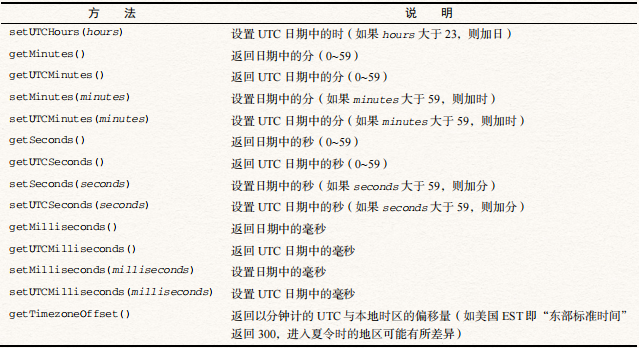 方 法 说 明
setUTCHours(hours) 设置 UTC 日期中的时（如果 hours 大于 23，则加日）
getMinutes() 返回日期中的分（0~59）
getUTCMinutes() 返回 UTC 日期中的分（0~59）
setMinutes(minutes) 设置日期中的分（如果 minutes 大于 59，则加时）
setUTCMinutes(minutes) 设置 UTC 日期中的分（如果 minutes 大于 59，则加时）
getSeconds() 返回日期中的秒（0~59）
getUTCSeconds() 返回 UTC 日期中的秒（0~59）
setSeconds(seconds) 设置日期中的秒（如果 seconds 大于 59，则加分）
setUTCSeconds(seconds) 设置 UTC 日期中的秒（如果 seconds 大于 59，则加分）
getMilliseconds() 返回日期中的毫秒
getUTCMilliseconds() 返回 UTC 日期中的毫秒
setMilliseconds(milliseconds) 设置日期中的毫秒
setUTCMilliseconds(milliseconds) 设置 UTC 日期中的毫秒
getTimezoneOffset() 返回以分钟计的 UTC 与本地时区的偏移量（如美国 EST 即“东部标准时间”
返回 300，进入夏令时的地区可能有所差异）